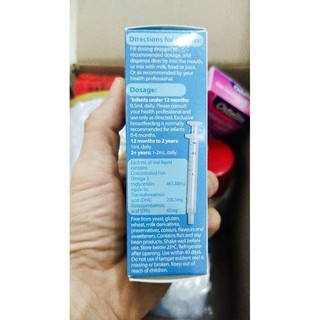 Directions for
Fill dosing dropper to
recommended dosage, and
dispense directly into the mouth,
or mix with milk, food or juice.
Or as recommended by your
health professional.
Dosage:
*Infants under 12 months:
0.5mL daily. Please consult
your health professional and
use only as directed. Exclusive
breastfeeding is normally
recommended for infants
0-6 months.
12 months to 2 years:
1mL daily.
2+ years: 1-2mL daily.
Each mL of oral liquid
contains:
Concentrated Fish
Omega 3
triglycerides
equiv. to:
Docosahexaenoic
acid (DHA)
Eicosapentaenoic
acid (EPA)
Free from yeast, gluten,
wheat, milk derivatives,
preservatives, colours, flavours and
sweeteners. Contains fish and soy
bean products. Shake well before
use. Store below 25°C. Refrigerate
after opening. Use within 40 days.
Do not use if tamper evident seal is
missing or broken. Keep out of
reach of children.